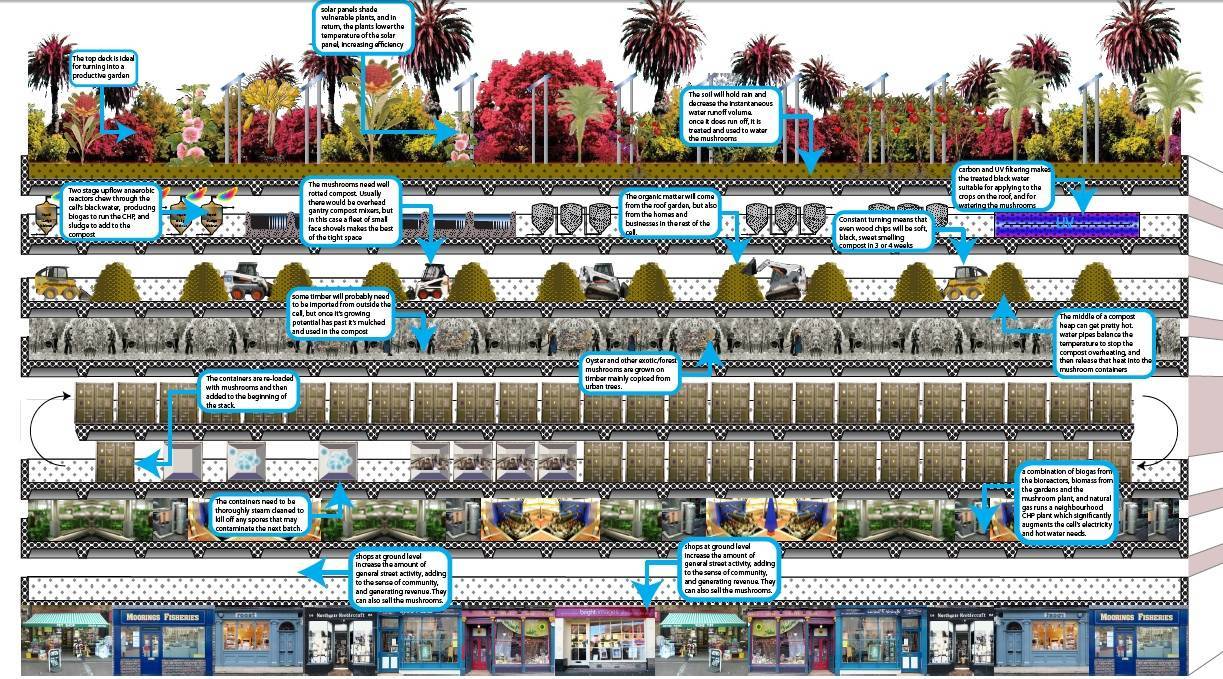 solar panels shade
vulnerable plants, and in
return, the plants lower the
temperature of the solar
panel, increasing efficiency
The top deck is ideal
for turning into a
productive garden
The soil will hold rain and
decrease the instantaneous
water runoff volume.
once it does run off, it is
treated and used to water
the mushrooms
carbon and UV filtering makes
the treated black water
suitable for applying to the
crops on the roof, and for
watering the mushrooms
Two stage upflow anaerobic
reactors chew through the
cell's black water, producing
biogas to run the CHP, and
sludge to add to the
compost
The mushrooms need well
rotted compost. Usually
there would be overhead
gantry compost mixers, but
in this case a fleet of small
face shovels makes the best
of the tight space
The organic matter will come
from the roof garden, but also
from the homes and
businesses in the rest of the
cell.
Constant turning means that
even wood chips will be soft,
black, sweet smelling
compost in 3 or 4 weeks
UV
some timber will probably need
to be imported from outside the
cell, but once it's growing
potential has past it's mulched
and used in the compost
The middle of a compost
heap can get pretty hot.
water pipes balance the
temperature to stop the
compost overheating, and
then release that heat into the
mushroom containers
Oyster and other exotic/forest
mushrooms are grown on
timber mainly copiced from
urban trees.
The containers are re-loaded
with mushrooms and then
added to the beginning of
the stack.
The containers need to be
thoroughly steam cleaned to
kill off any spores that may
contaminate the next batch.
a combination of biogas from
the bioreactors, biomass from
the gardens and the
mushroom plant, and natural
gas runs a neighbourhood
CHP plant which significantly
augments the cell's electricity
and hot water needs.
shops at ground level
increase the amount of
general street activity, adding
to the sense of community,
and generating revenue. They
can also sell the mushrooms.
shops at ground level
increase the amount of
general street activity, adding
to the sense of community,
and generating revenue. They
can also sell the mushrooms.
MOORINGS FISHERIES
bright images
MOORINGS FISHERIES